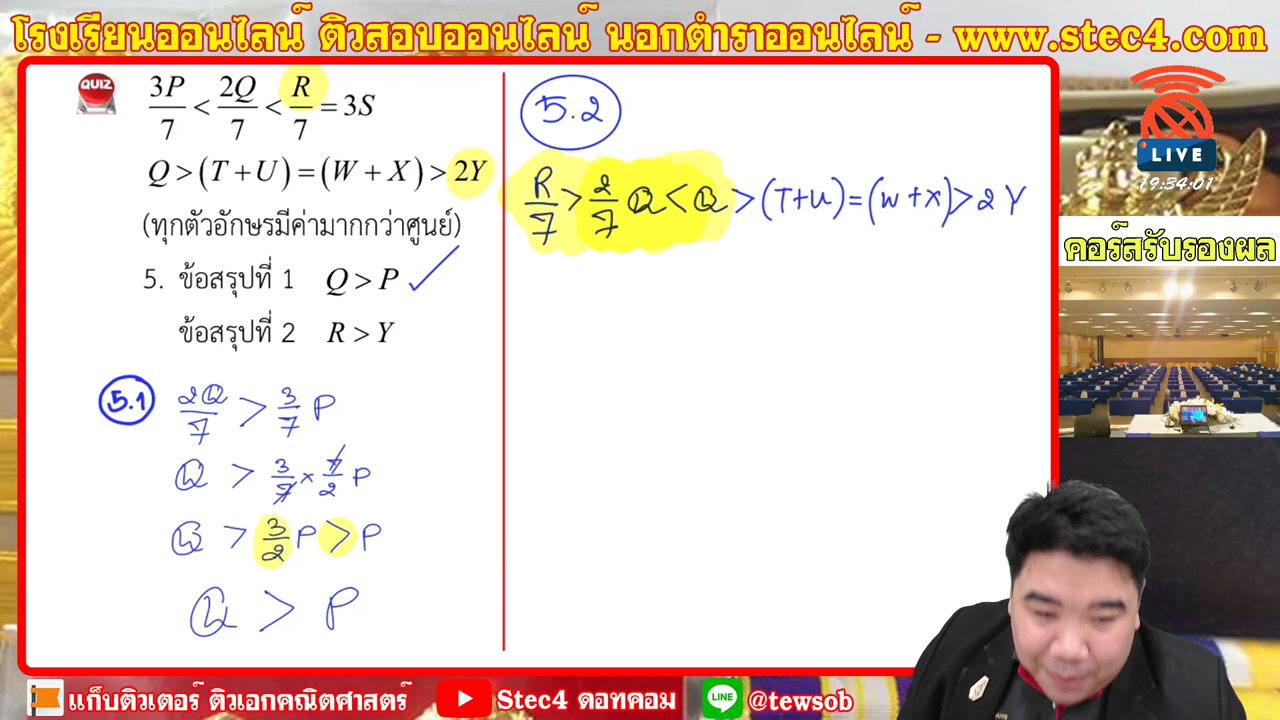 โรงเรียนออนไลน์ ติวสอบออนไลน์ นอกตำราออนไลน์ - www.stec4.com
QUIZ
3P/7 < 2Q/7 < R/7 = 3S
Q > (T + U) = (W + X) > 2Y
(ทุกตัวอักษรมีค่ามากกว่าศูนย์)
5. ข้อสรุปที่ 1 Q > P ✓
ข้อสรุปที่ 2 R > Y
5.1 2Q/7 > 3/7 P
Q > 3/7 × 7/2 P
Q > 3/2 P > P
Q > P
5.2
R/7 > 2/7 Q < Q > (T+U) = (W+X) > 2Y
LIVE
19:34:01
คอร์สรับรองผล
แก็บติวเตอร์ ติวเอกคณิตศาสตร์
Stec4 ดอทคอม
LINE
@tewsob